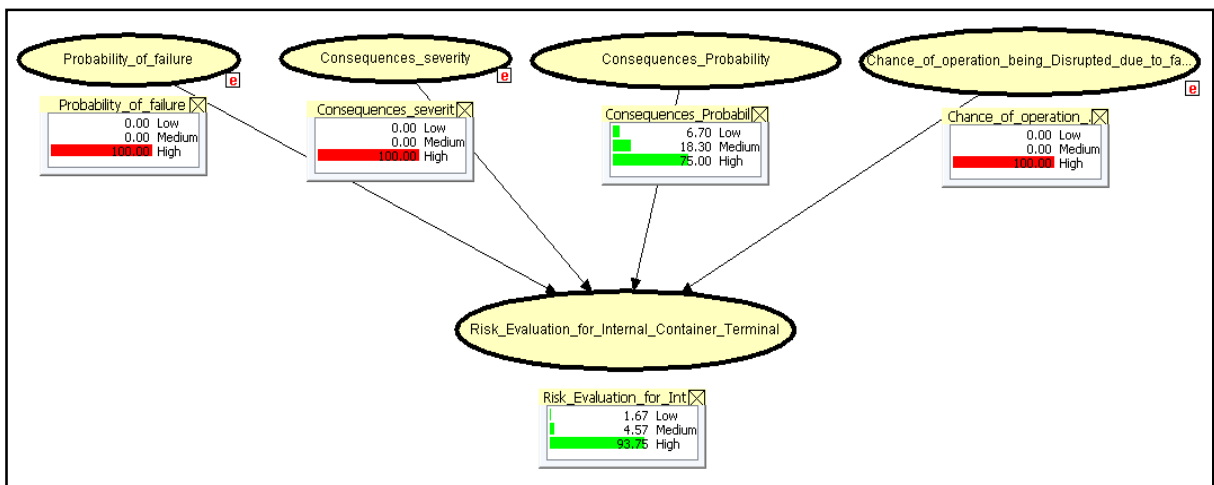 Probability_of_failure
Consequences_severity
Consequences_Probability
Chance_of_operation_being_Disrupted_due_to_fa...
e
e
e
Probability_of_failure
0.00 Low
0.00 Medium
100.00 High
Consequences_severit
0.00 Low
0.00 Medium
100.00 High
Consequences_Probabil
6.70 Low
18.30 Medium
75.00 High
Chance_of_operation_.
0.00 Low
0.00 Medium
100.00 High
Risk_Evaluation_for_Internal_Container_Terminal
Risk_Evaluation_for_Int
1.67 Low
4.57 Medium
93.75 High